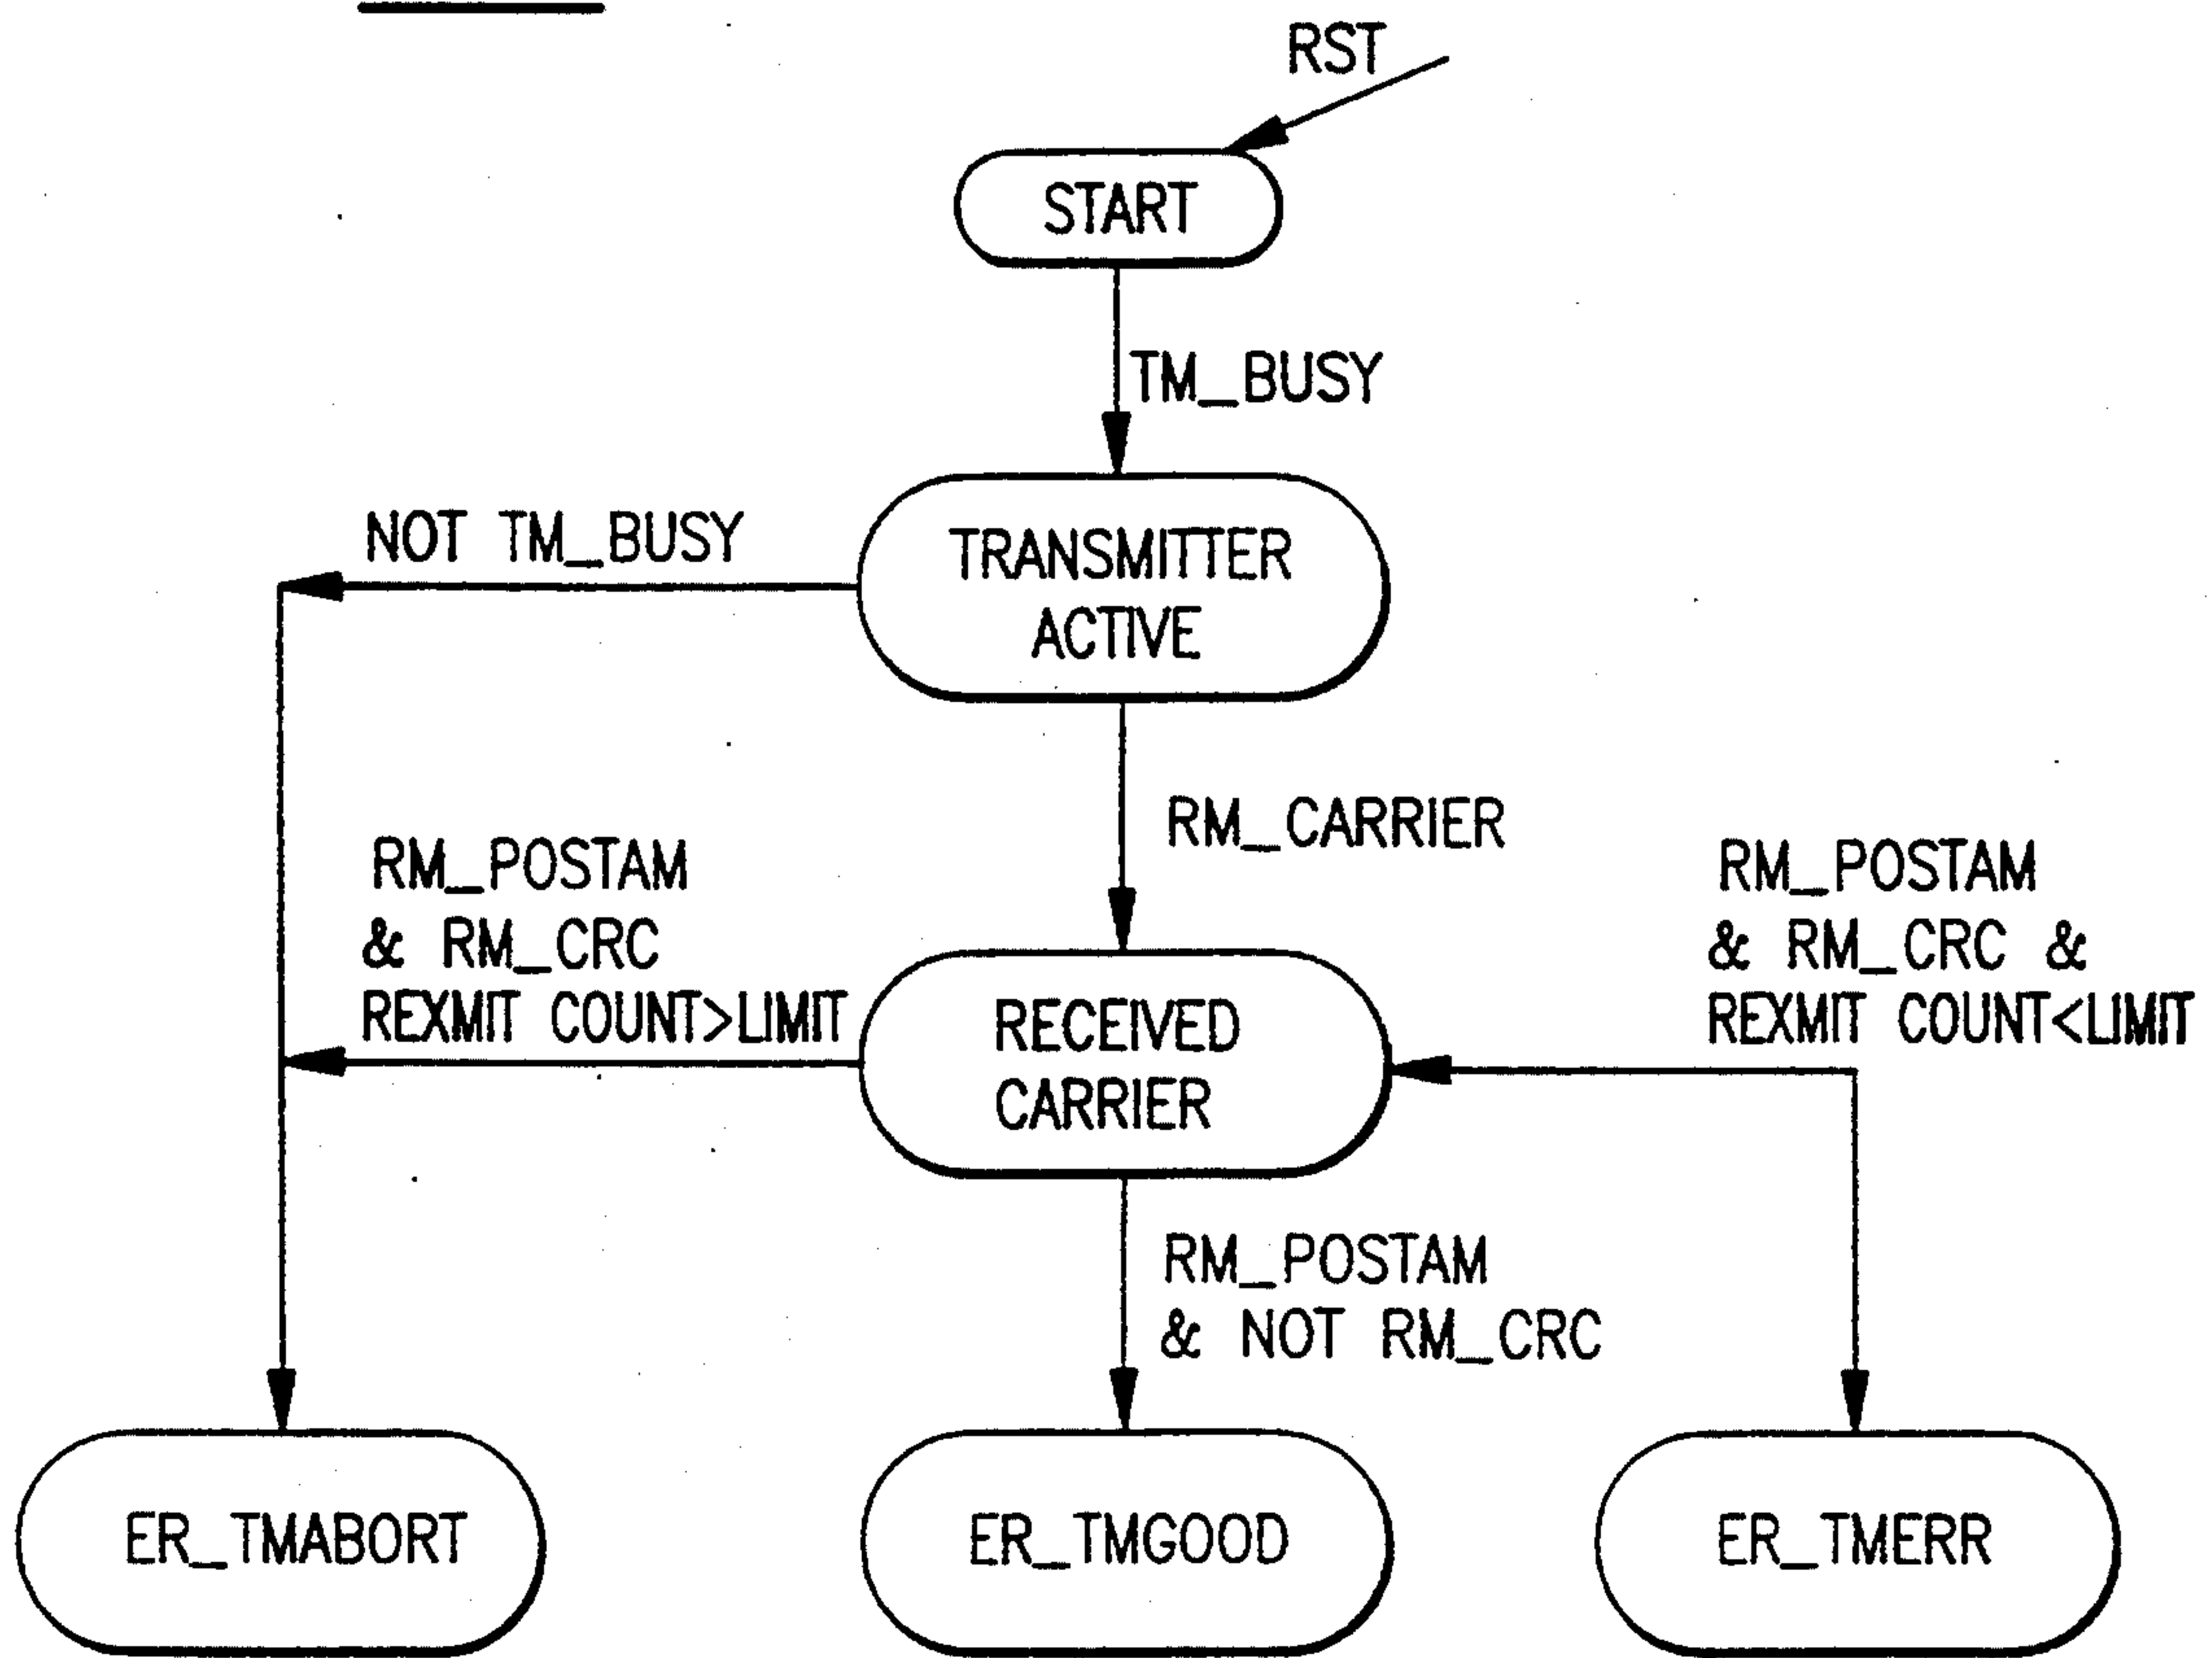 RST
START
TM_BUSY
NOT TM_BUSY
TRANSMITTER
ACTIVE
RM_CARRIER
RM_POSTAM
& RM_CRC
REXMIT COUNT>LIMIT
RECEIVED
CARRIER
RM_POSTAM
& RM_CRC &
REXMIT COUNT<LIMIT
RM_POSTAM
& NOT RM_CRC
ER_TMABORT
ER_TMGOOD
ER_TMERR